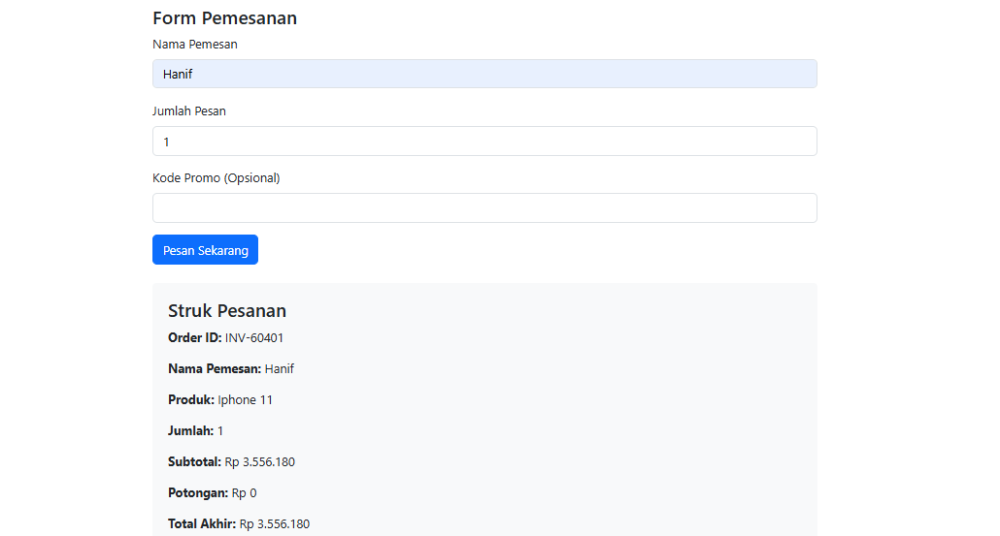 Form Pemesanan
Nama Pemesan
Hanif
Jumlah Pesan
1
Kode Promo (Opsional)
Pesan Sekarang
Struk Pesanan
Order ID: INV-60401
Nama Pemesan: Hanif
Produk: Iphone 11
Jumlah: 1
Subtotal: Rp 3.556.180
Potongan: Rp 0
Total Akhir: Rp 3.556.180